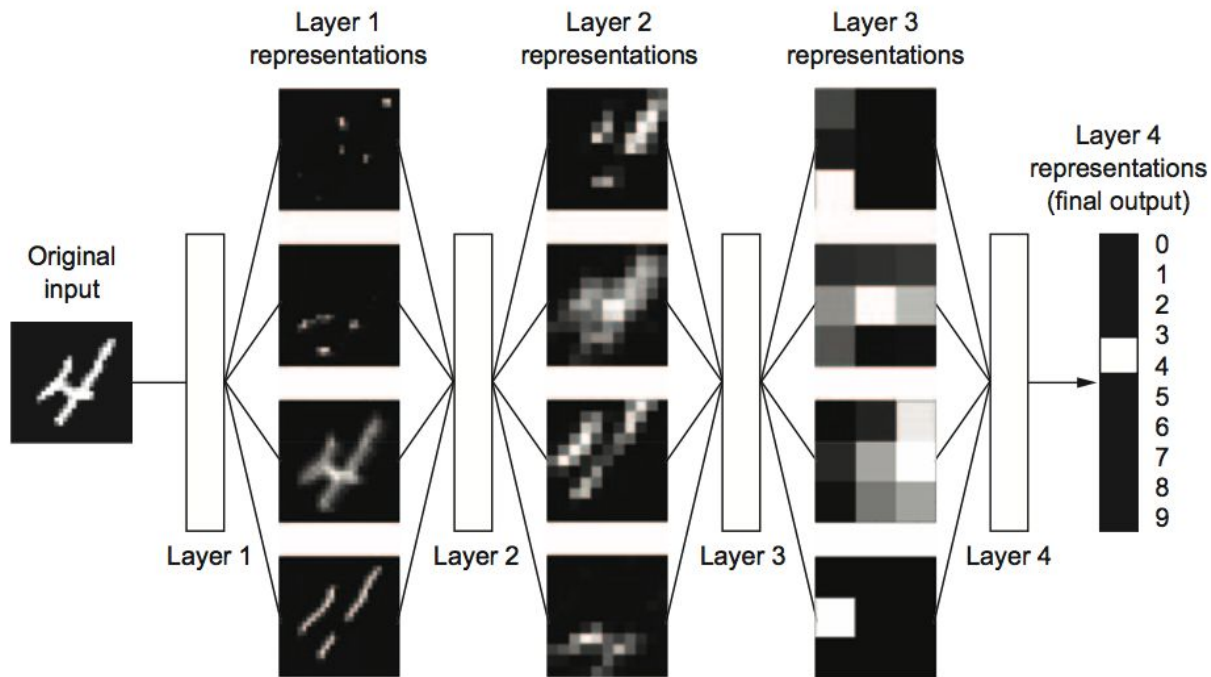 Layer 1
representations
Layer 2
representations
Layer 3
representations
Layer 4
representations
(final output)
Original
input
0
1
2
3
4
5
6
7
8
9
Layer 1
Layer 2
Layer 3
Layer 4